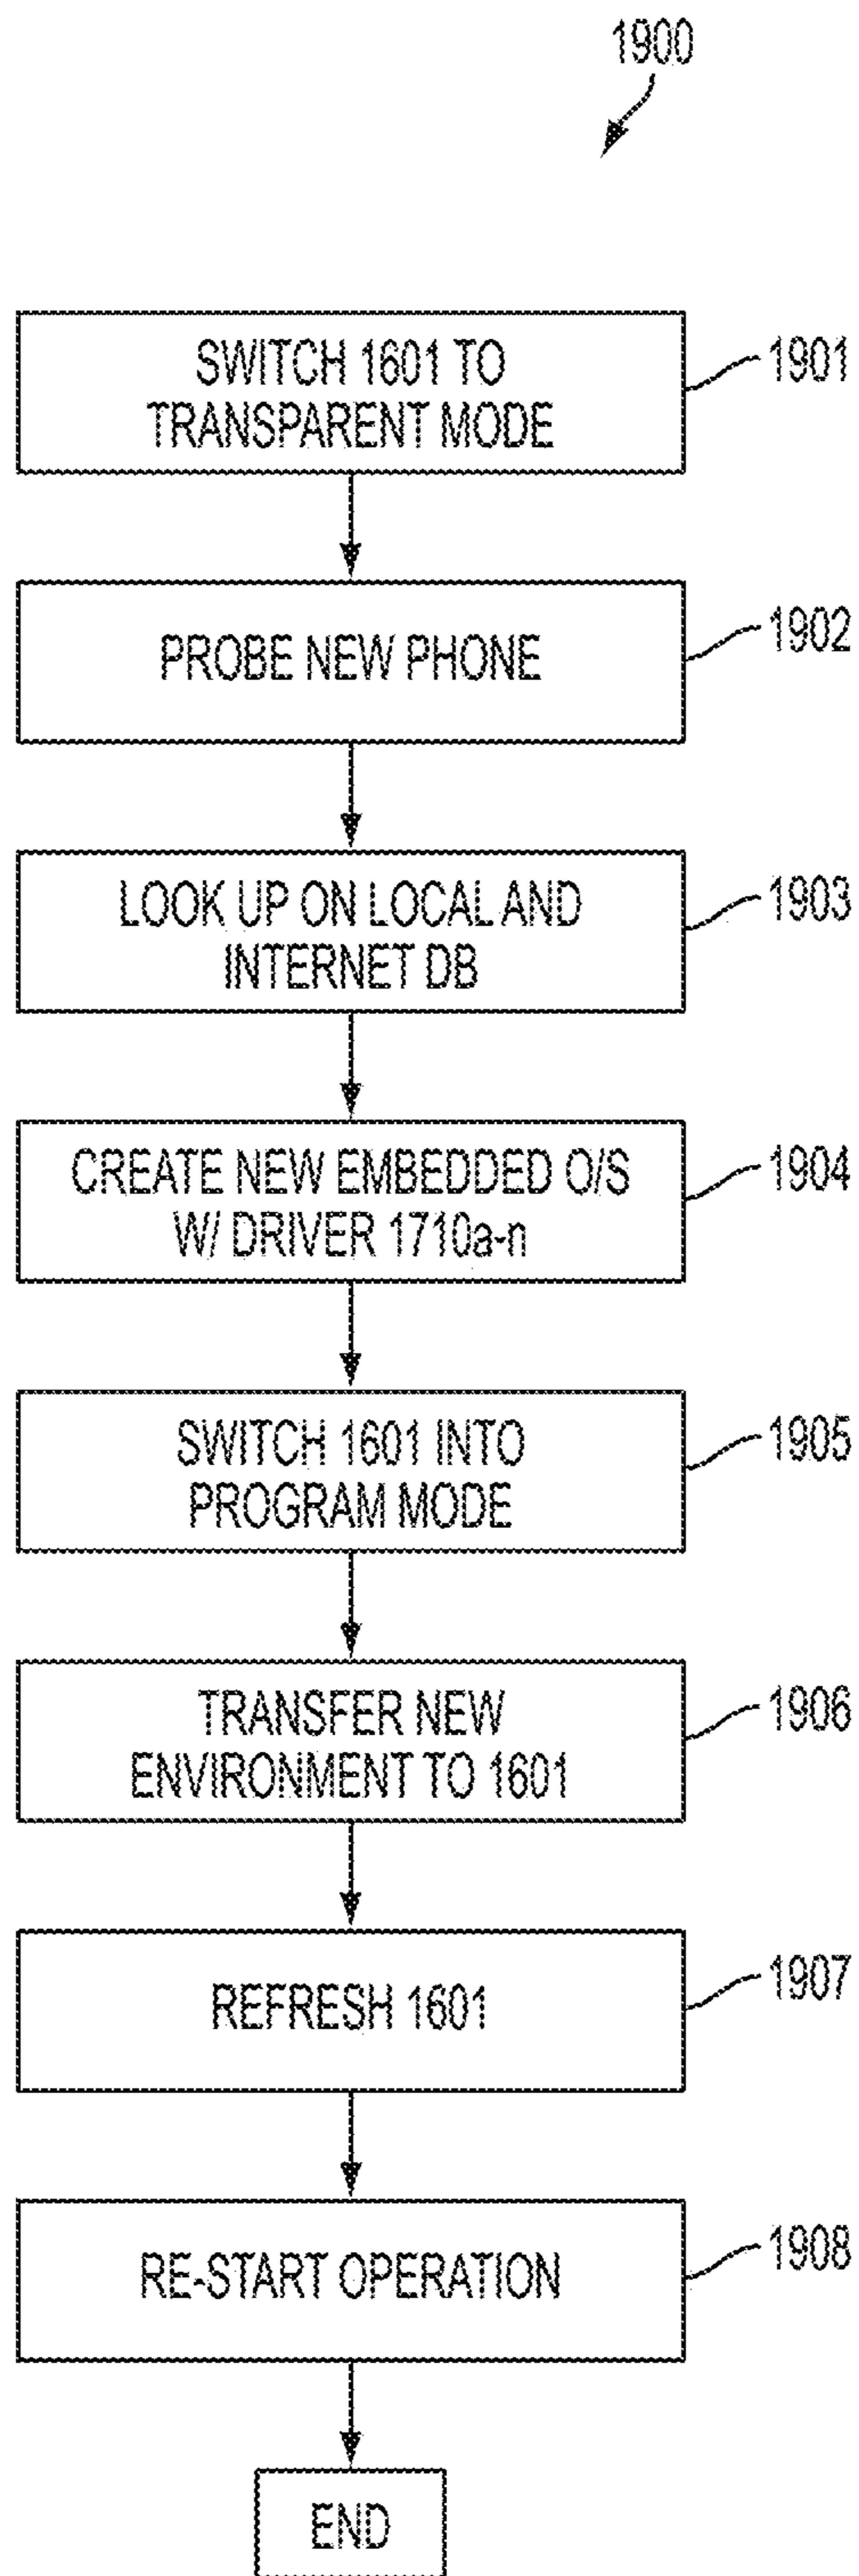 1900
SWITCH 1601 TO
TRANSPARENT MODE
1901
PROBE NEW PHONE
1902
LOOK UP ON LOCAL AND
INTERNET DB
1903
CREATE NEW EMBEDDED O/S
W/ DRIVER 1710a-n
1904
SWITCH 1601 INTO
PROGRAM MODE
1905
TRANSFER NEW
ENVIRONMENT TO 1601
1906
REFRESH 1601
1907
RE-START OPERATION
1908
END